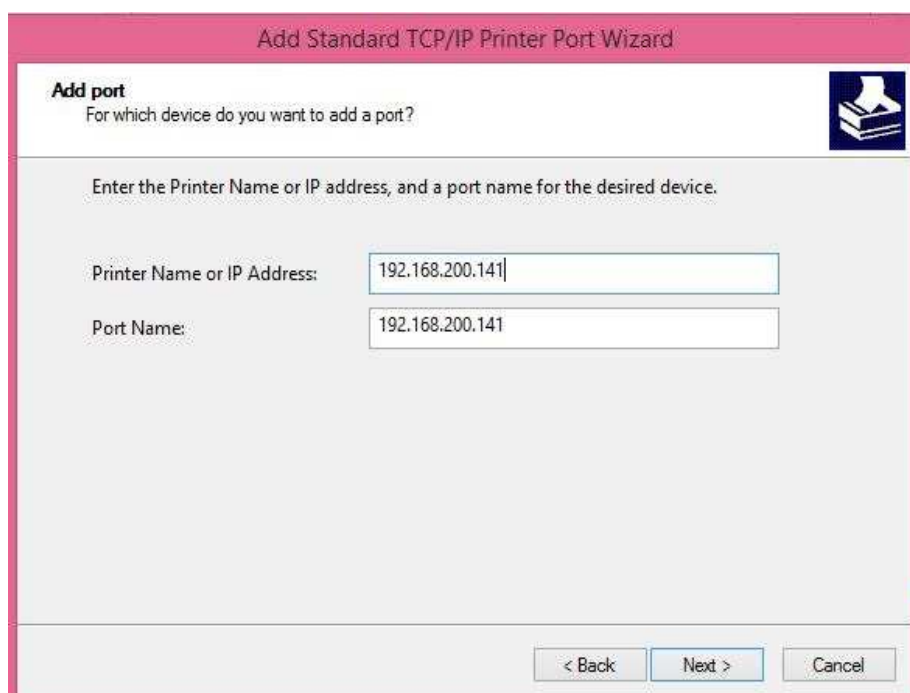 Add Standard TCP/IP Printer Port Wizard
Add port
For which device do you want to add a port?
Enter the Printer Name or IP address, and a port name for the desired device.
Printer Name or IP Address: 192.168.200.141
Port Name: 192.168.200.141
< Back Next > Cancel